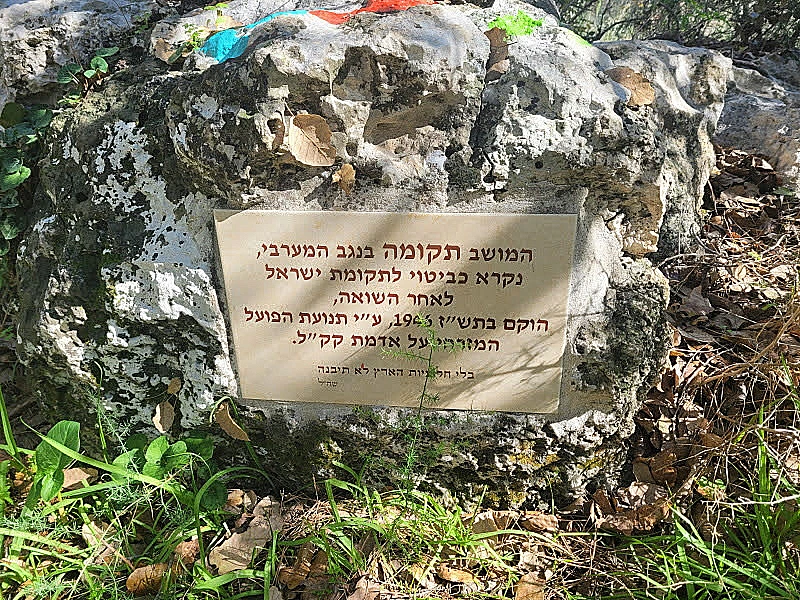 המושב תקומה בנגב המערבי,
נקרא כביטוי לתקומת ישראל
לאחר השואה,
הוקם בתש״ז 1946, ע״י תנועת הפועל
המזרחי על אדמת קק״ל.
בלי חלוציות הארץ לא תיבנה